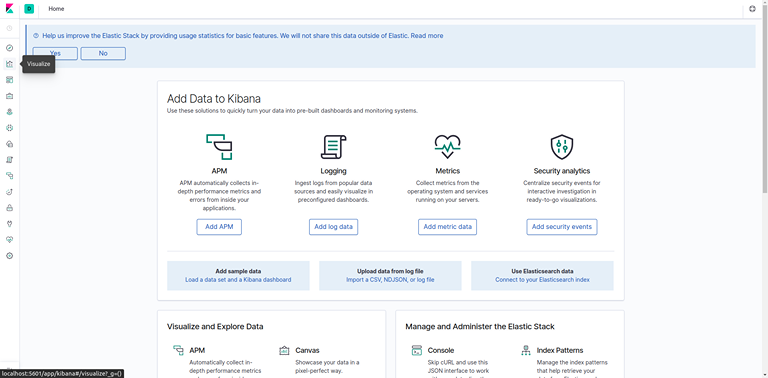 D
Home
Help us improve the Elastic Stack by providing usage statistics for basic features. We will not share this data outside of Elastic. Read more
Yes
No
Visualize
Add Data to Kibana
Use these solutions to quickly turn your data into pre-built dashboards and monitoring systems.
APM
APM automatically collects in-
depth performance metrics and
errors from inside your
applications.
Add APM
Logging
Ingest logs from popular data
sources and easily visualize in
preconfigured dashboards.
Add log data
Metrics
Collect metrics from the
operating system and services
running on your servers.
Add metric data
Security analytics
Centralize security events for
interactive investigation in
ready-to-go visualizations.
Add security events
Add sample data
Load a data set and a Kibana dashboard
Upload data from log file
Import a CSV, NDJSON, or log file
Use Elasticsearch data
Connect to your Elasticsearch index
Visualize and Explore Data
APM
Automatically collect in-
depth performance
Canvas
Showcase your data in a
pixel-perfect way.
Manage and Administer the Elastic Stack
Console
Skip cURL and use this
JSON interface to work
Index Patterns
Manage the index patterns
that help retrieve your
localhost:5601/app/kibana#/visualize?_g=()